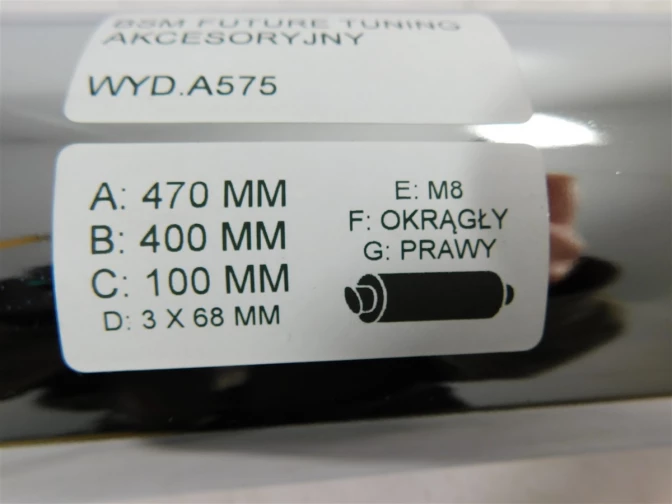 BSM FUTURE TUNING
AKCESORYJNY
WYD.A575
A: 470 MM
B: 400 MM
C: 100 MM
D: 3 X 68 MM
E: M8
F: OKRĄGŁY
G: PRAWY